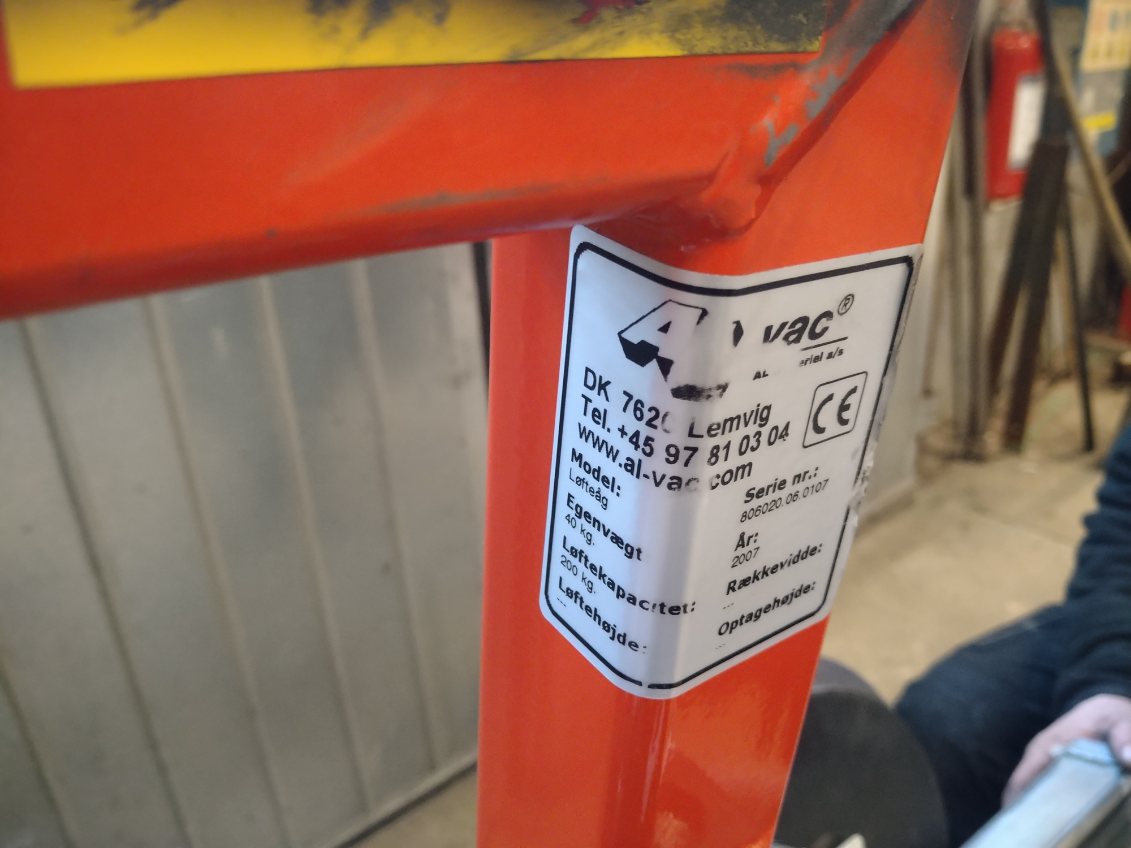 vac®
DK 762 Lemvig
Tel. +45 97 81 03 04
www.al-vac.com
CE
Model:
Løfteåg
Serie nr.:
806020.06.0107
Egenvægt
40 kg.
År:
2007
Løftekapacitet:
200 kg.
Rækkevidde:
---
Løftehøjde:
---
Optagehøjde:
---